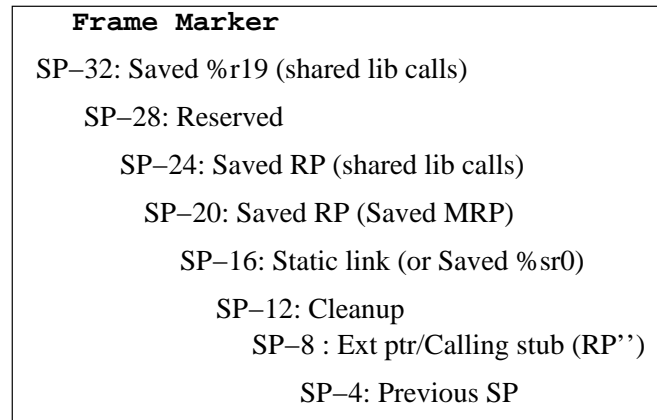 Frame Marker
SP−32: Saved %r19 (shared lib calls)
SP−28: Reserved
SP−24: Saved RP (shared lib calls)
SP−20: Saved RP (Saved MRP)
SP−16: Static link (or Saved %sr0)
SP−12: Cleanup
SP−8 : Ext ptr/Calling stub (RP’’)
SP−4: Previous SP